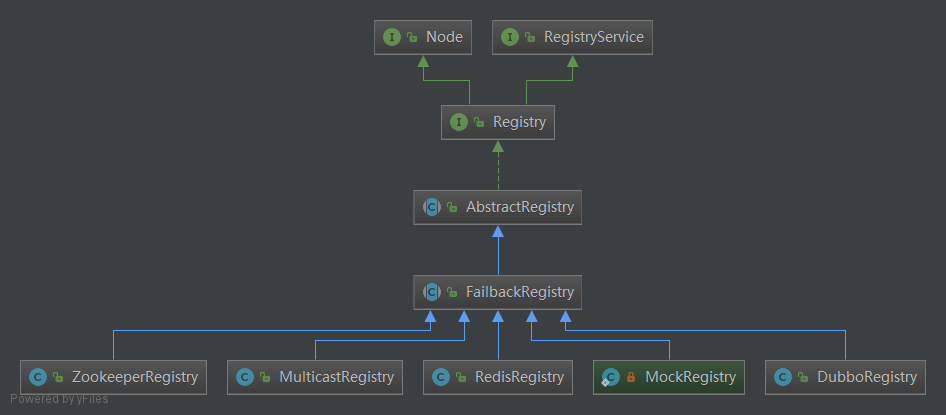 Node
RegistryService
Registry
AbstractRegistry
FailbackRegistry
ZookeeperRegistry
MulticastRegistry
RedisRegistry
MockRegistry
DubboRegistry
Powered by yFiles